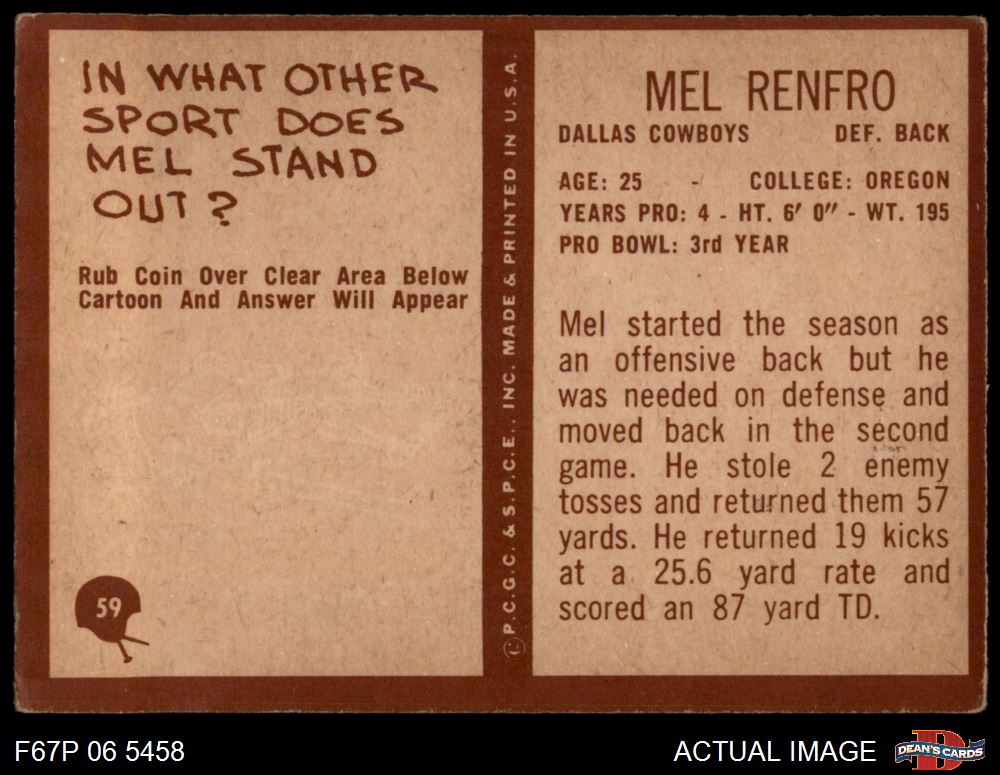 IN WHAT OTHER
SPORT DOES
MEL STAND
OUT?
Rub Coin Over Clear Area Below
Cartoon And Answer Will Appear
59
© P.C.G.C. & S.P.C.E., INC. MADE & PRINTED IN U.S.A.
MEL RENFRO
DALLAS COWBOYS DEF. BACK
AGE: 25 - COLLEGE: OREGON
YEARS PRO: 4 - HT. 6' 0" - WT. 195
PRO BOWL: 3rd YEAR
Mel started the season as
an offensive back but he
was needed on defense and
moved back in the second
game. He stole 2 enemy
tosses and returned them 57
yards. He returned 19 kicks
at a 25.6 yard rate and
scored an 87 yard TD.
F67P 06 5458
ACTUAL IMAGE
DEAN'S CARDS